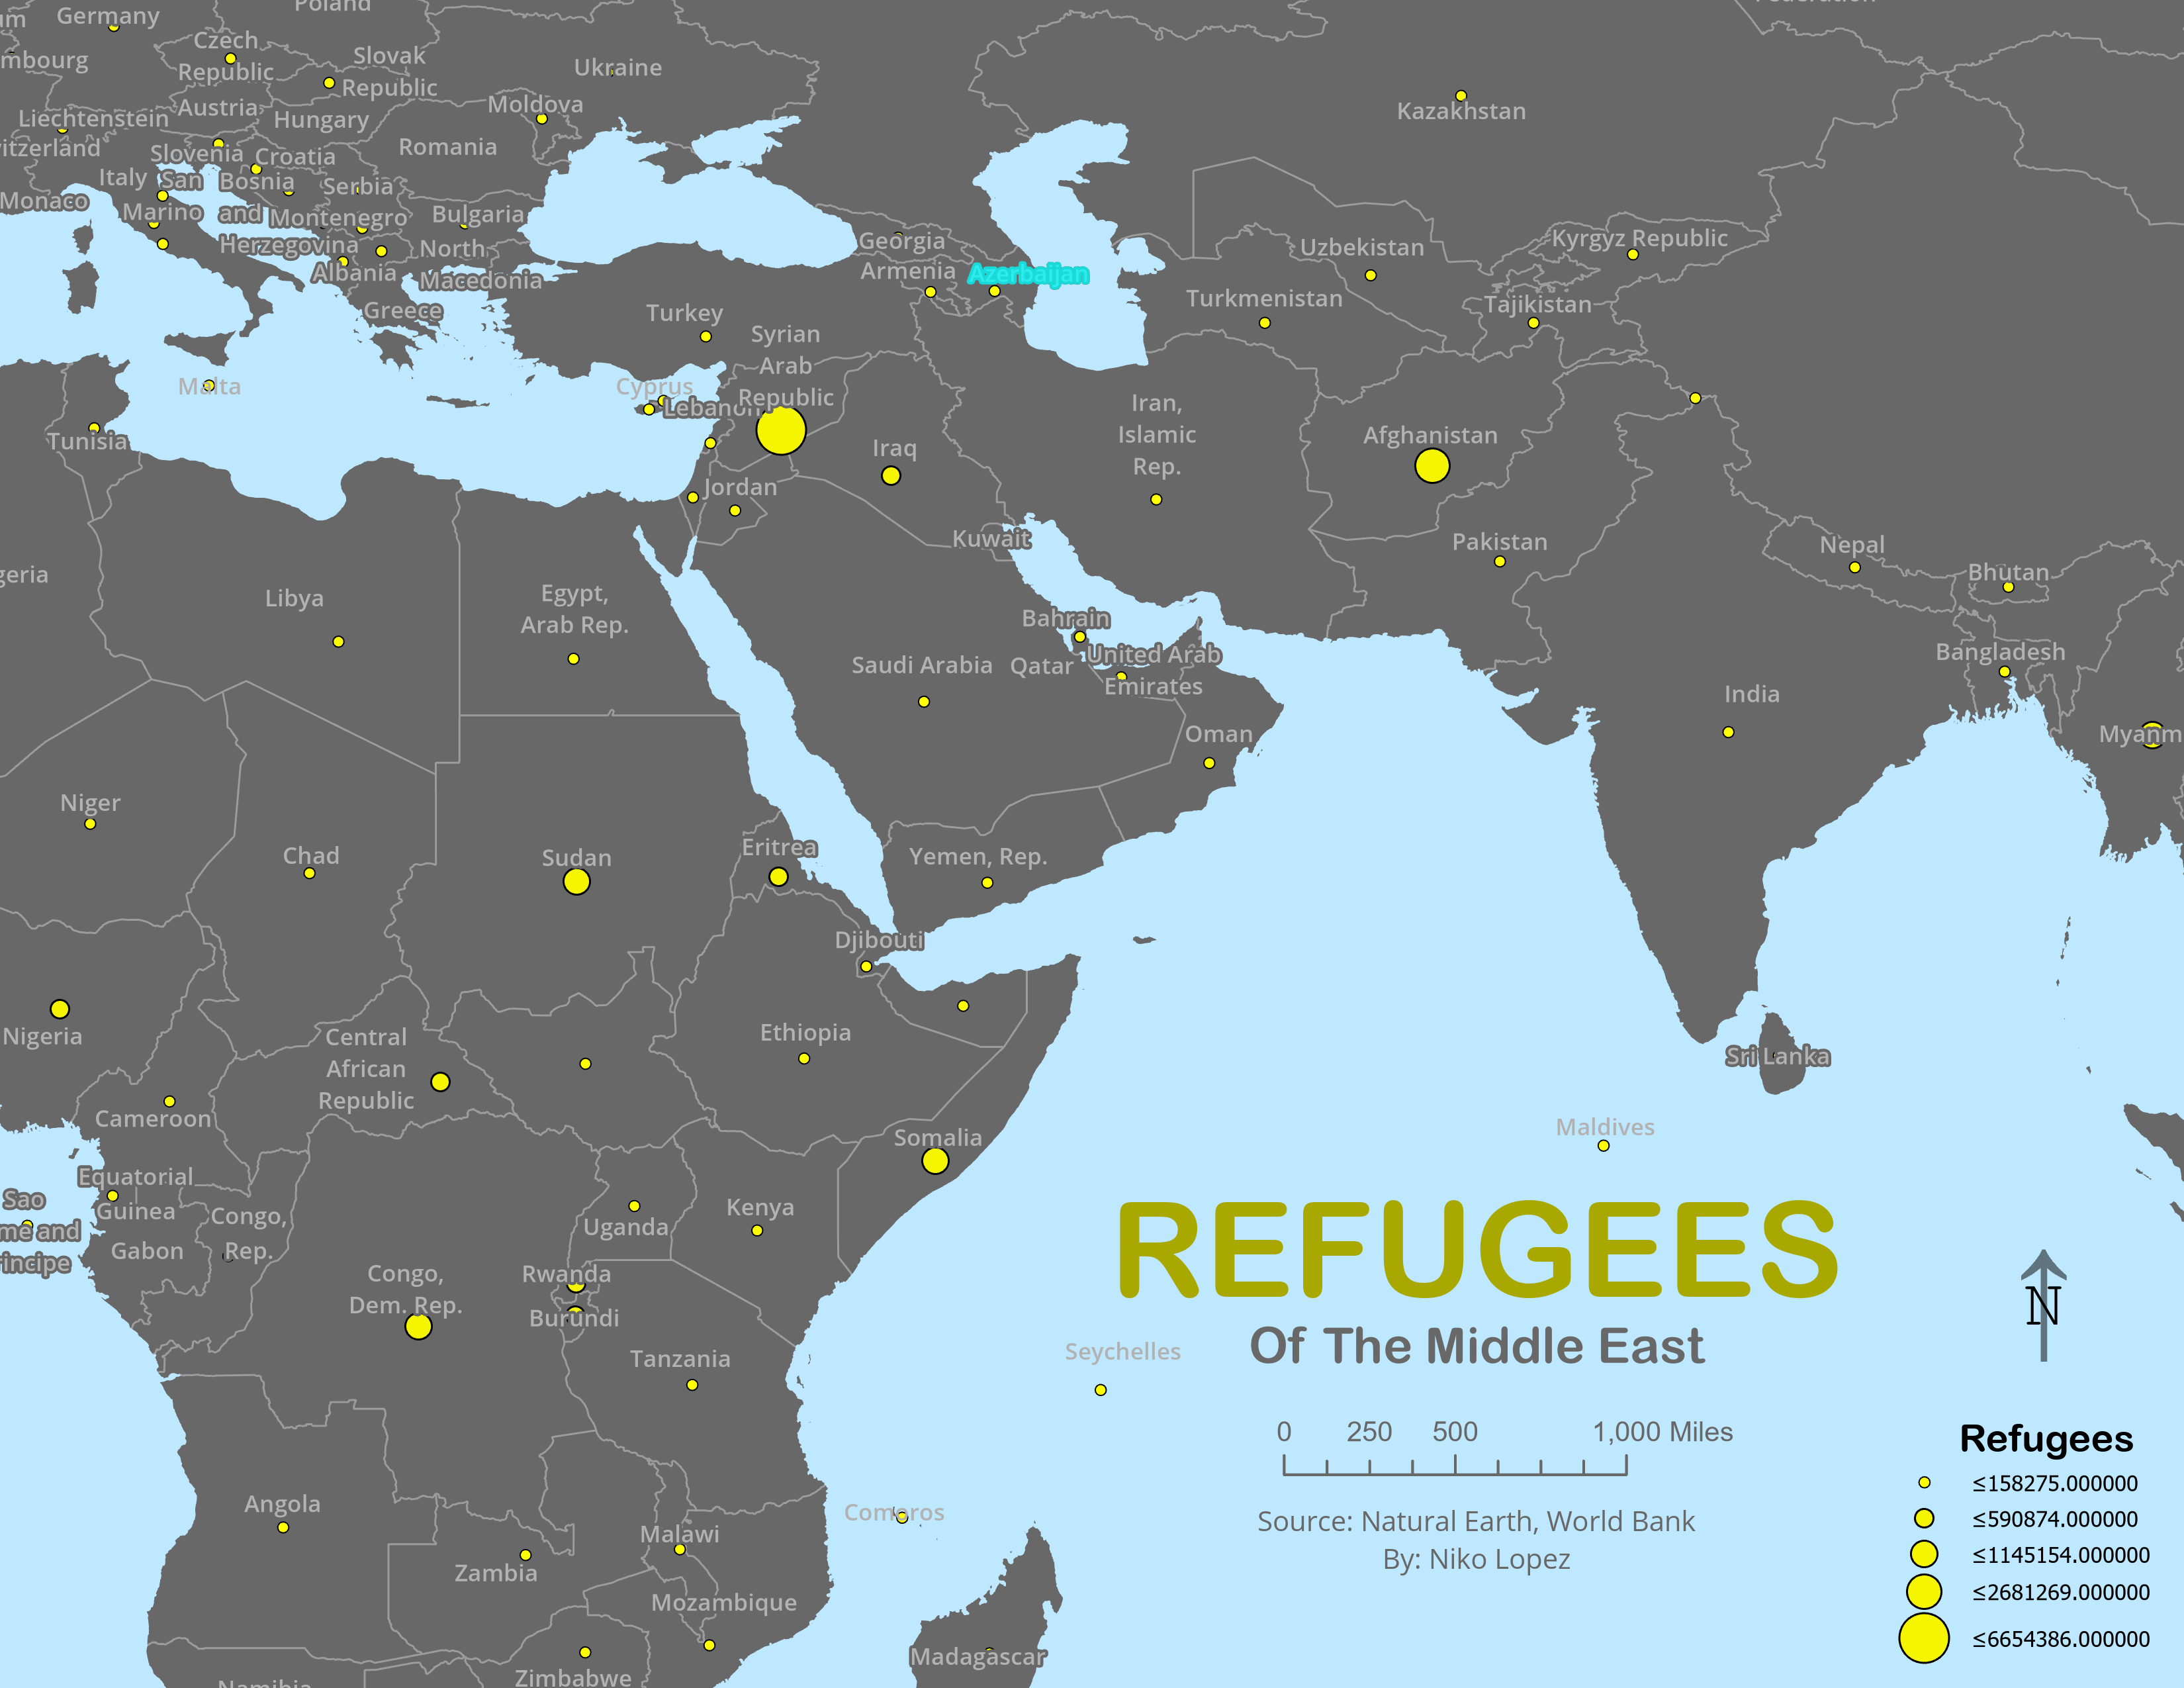 Poland
Federation
Germany
um
mbourg
Czech
Republic
Slovak
Republic
Ukraine
Kazakhstan
Liechtenstein
Austria
Hungary
Moldova
Romania
itzerland
Slovenia
Croatia
Italy
San
Marino
Bosnia
and
Herzegovina
Serbia
Monaco
Montenegro
Bulgaria
Albania
North
Macedonia
Greece
Georgia
Armenia
Azerbaijan
Uzbekistan
Kyrgyz Republic
Turkmenistan
Tajikistan
Turkey
Syrian
Arab
Republic
Malta
Cyprus
Lebanon
Tunisia
Iraq
Iran,
Islamic
Rep.
Afghanistan
Jordan
Kuwait
Pakistan
Nepal
Bhutan
geria
Libya
Egypt,
Arab Rep.
Bahrain
Saudi Arabia
Qatar
United Arab
Emirates
Bangladesh
India
Oman
Myanm
Niger
Chad
Sudan
Eritrea
Yemen, Rep.
Djibouti
Nigeria
Central
African
Republic
Ethiopia
Sri Lanka
Cameroon
Somalia
Maldives
Equatorial
Guinea
Sao
me and
incipe
Congo,
Rep.
Gabon
Uganda
Kenya
Congo,
Dem. Rep.
Rwanda
Burundi
Tanzania
Seychelles
Angola
Zambia
Malawi
Comoros
Mozambique
Zimbabwe
Madagascar
Namibia
REFUGEES
Of The Middle East
N
0 250 500 1,000 Miles
Source: Natural Earth, World Bank
By: Niko Lopez
Refugees
≤158275.000000
≤590874.000000
≤1145154.000000
≤2681269.000000
≤6654386.000000